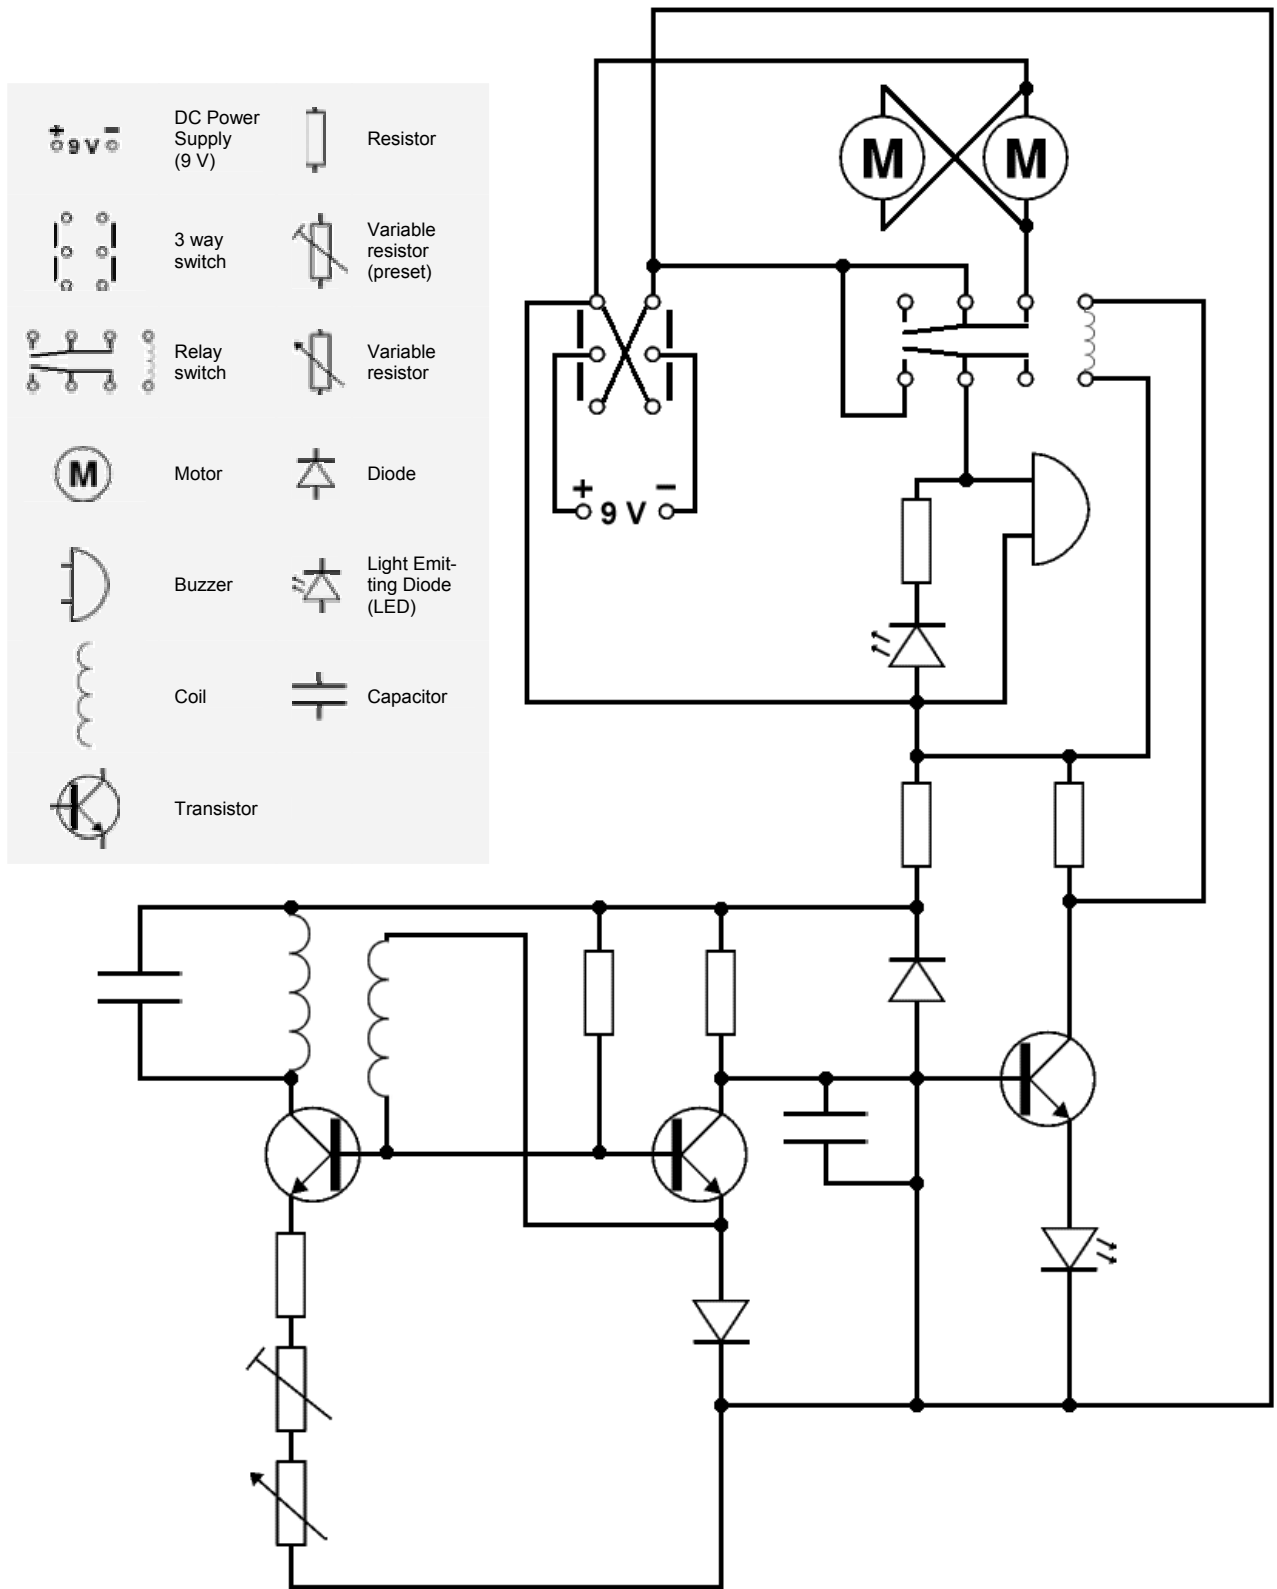 + 9 V −
DC Power
Supply
(9 V)
Resistor
3 way
switch
Variable
resistor
(preset)
Relay
switch
Variable
resistor
M
Motor
Diode
Buzzer
Light Emit-
ting Diode
(LED)
Coil
Capacitor
Transistor
M M
+ −
9 V